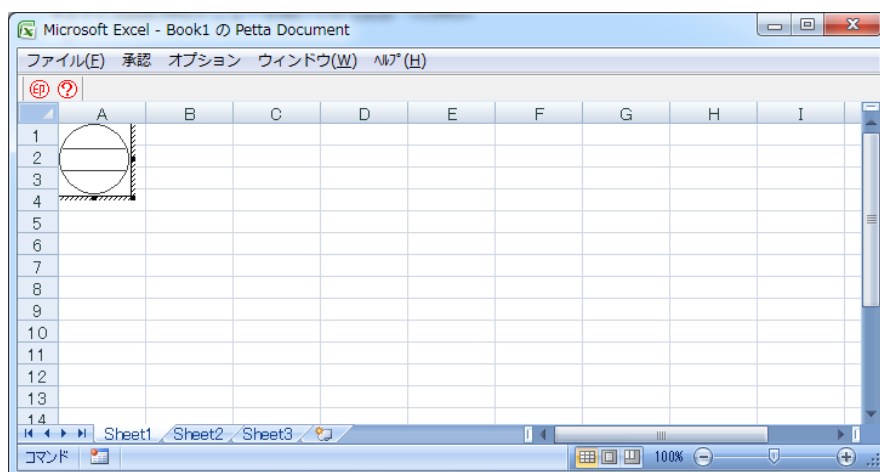 Microsoft Excel - Book1 の Petta Document
ファイル(F) 承認 オプション ウィンドウ(W) ﾍﾙﾌﾟ(H)
印 ?
A B C D E F G H I
1
2
3
4
5
6
7
8
9
10
11
12
13
14
Sheet1 Sheet2 Sheet3
コマンド 100%